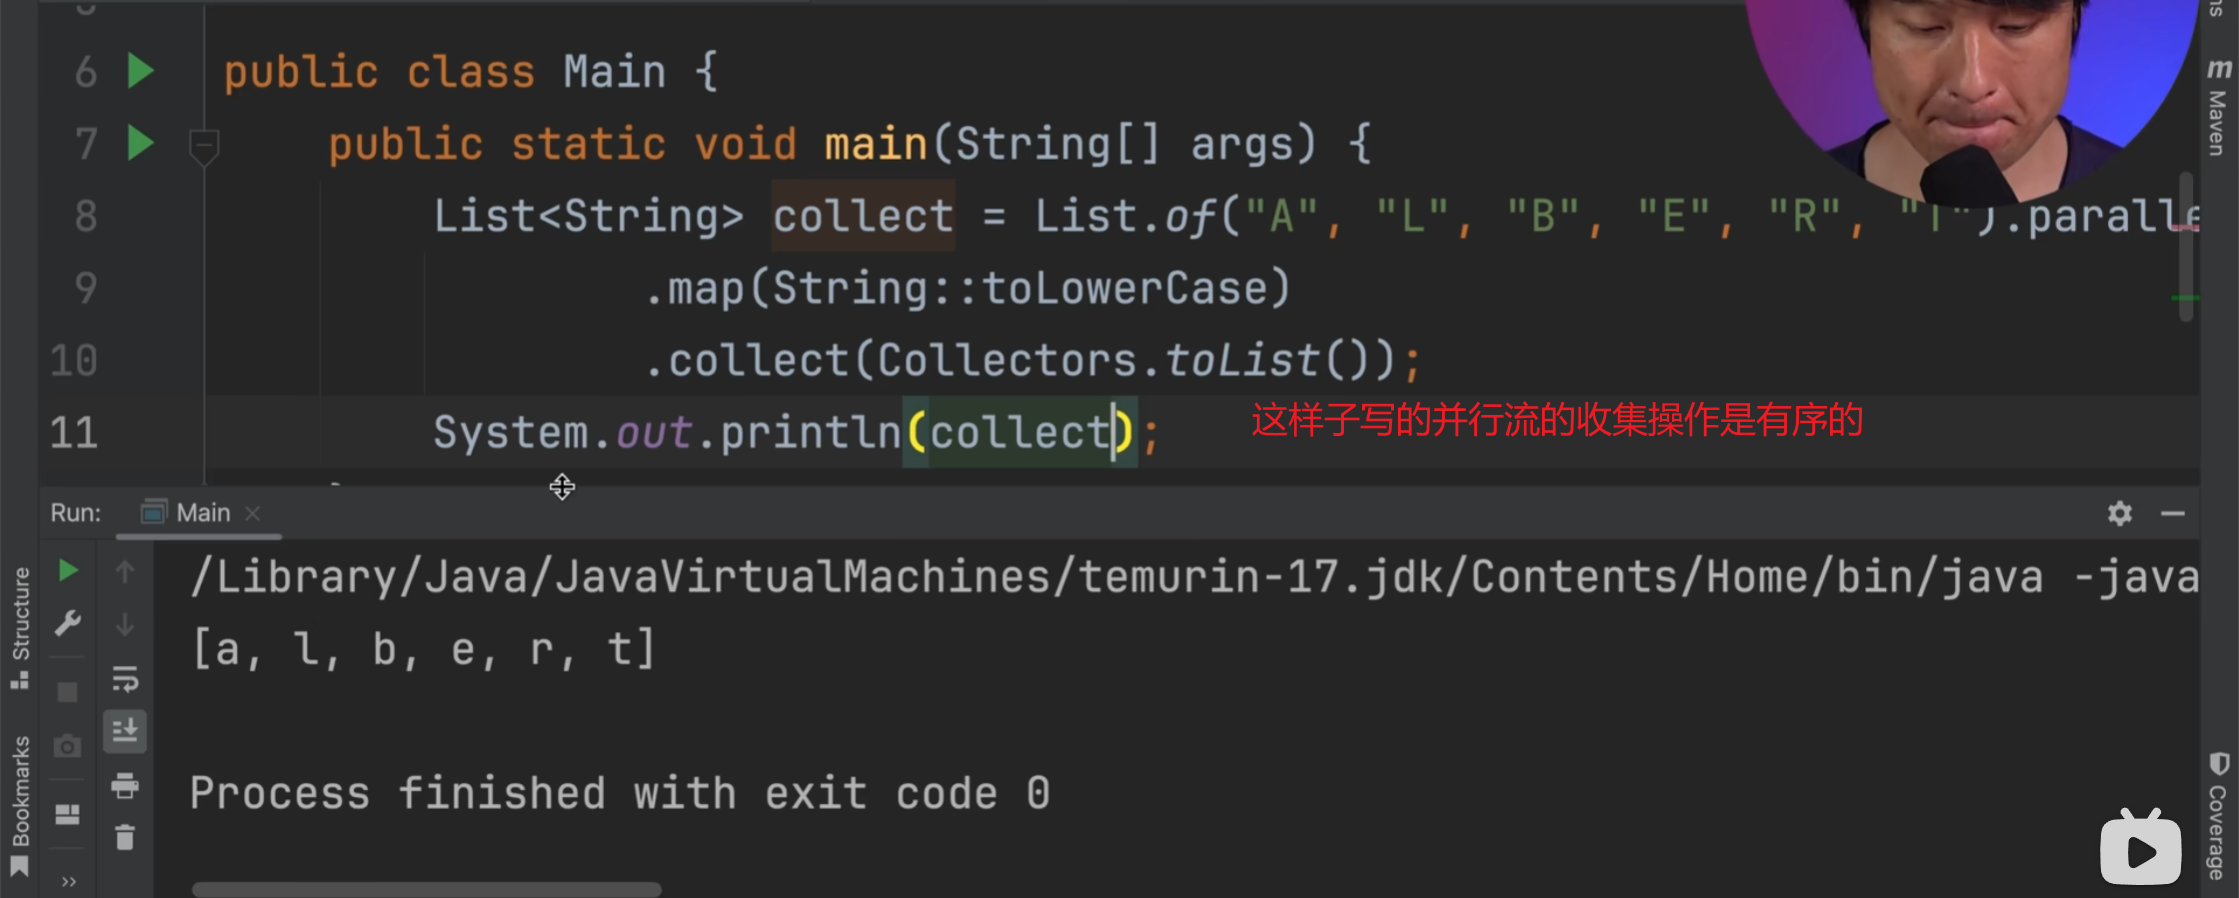 6 public class Main {
7 public static void main(String[] args) {
8 List<String> collect = List.of("A", "L", "B", "E", "R", "T").paralle
9 .map(String::toLowerCase)
10 .collect(Collectors.toList());
11 System.out.println(collect); 这样子写的并行流的收集操作是有序的
Run: Main
/Library/Java/JavaVirtualMachines/temurin-17.jdk/Contents/Home/bin/java -java
[a, l, b, e, r, t]
Process finished with exit code 0
Structure
Bookmarks
m Maven
Coverage